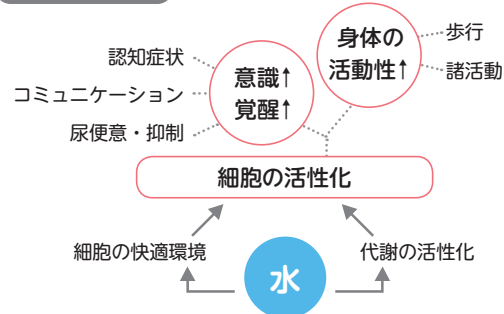 身体の
活動性↑
歩行
諸活動
認知症状
コミュニケーション
尿便意・抑制
意識↑
覚醒↑
細胞の活性化
細胞の快適環境
代謝の活性化
水